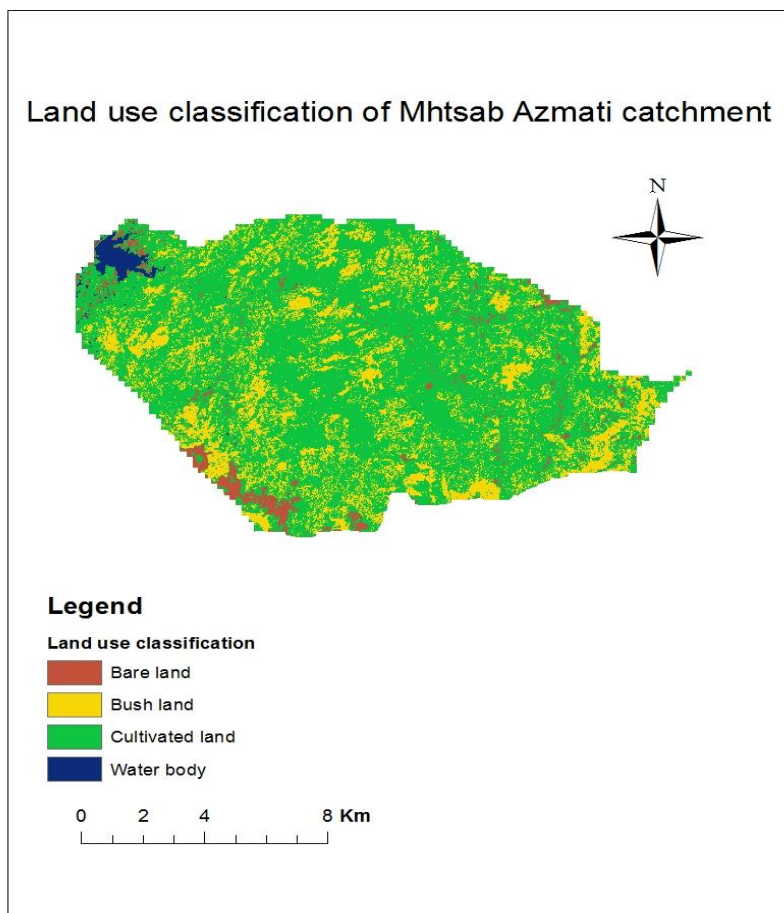 Land use classification of Mhtsab Azmati catchment
N
Legend
Land use classification
Bare land
Bush land
Cultivated land
Water body
0 2 4 8 Km